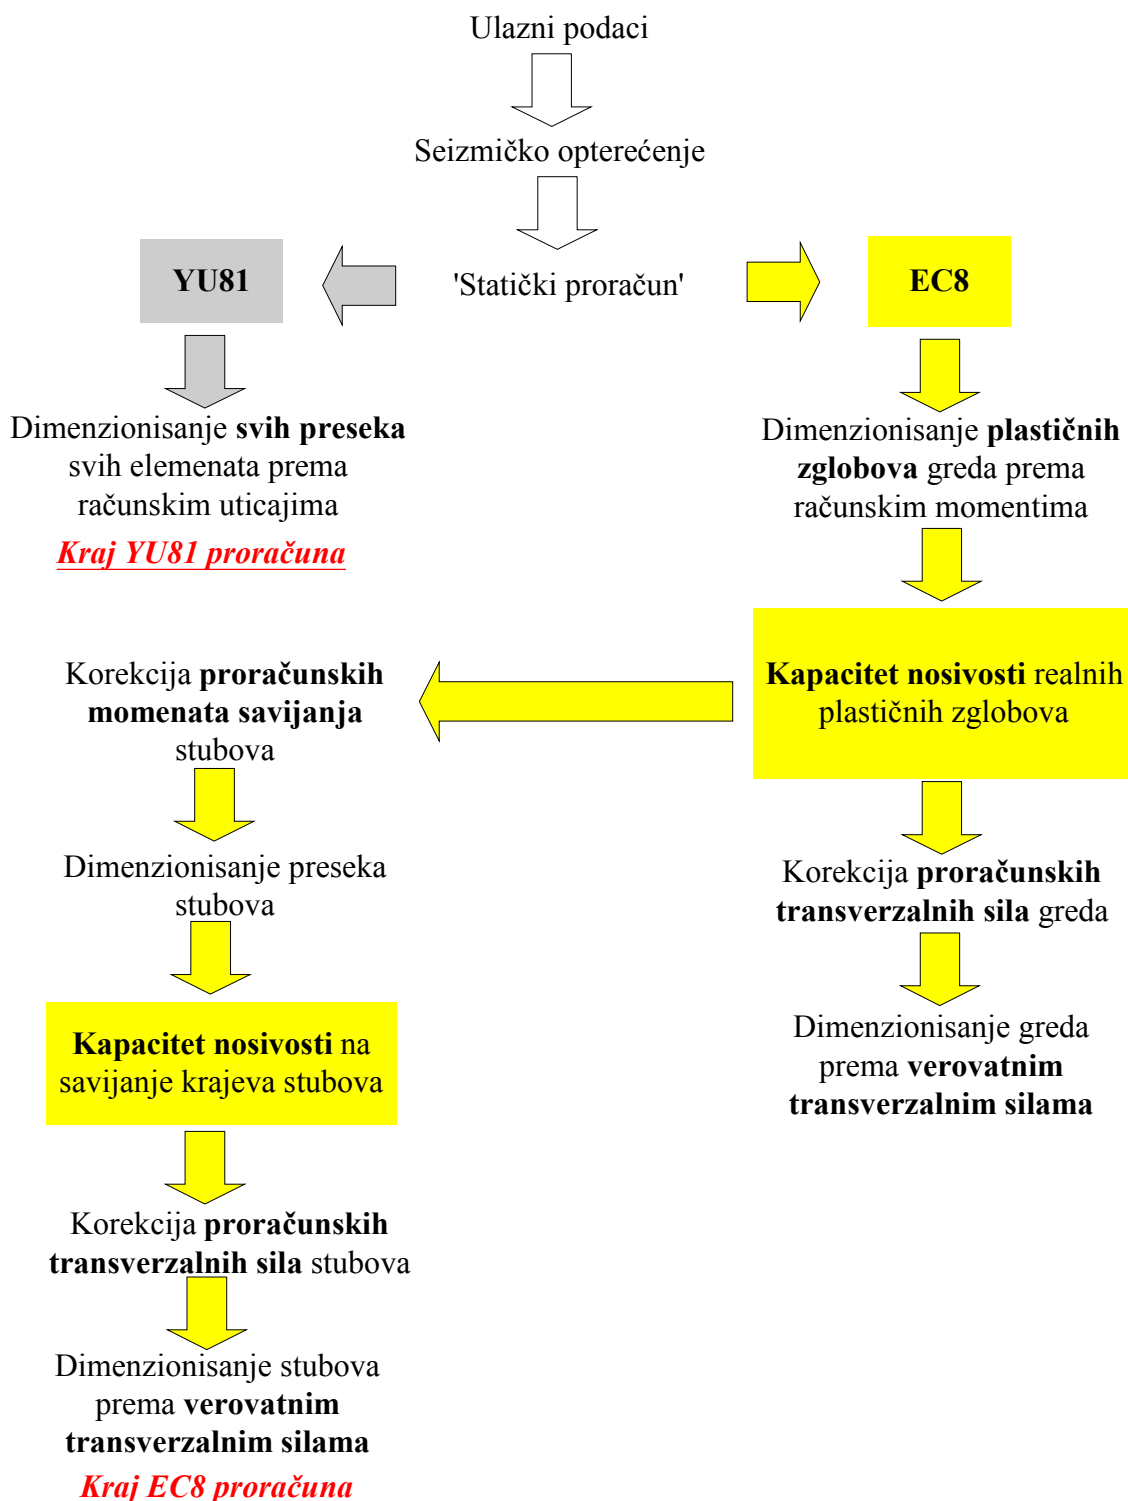 Ulazni podaci
Seizmičko opterećenje
'Statički proračun'
YU81
Dimenzionisanje svih preseka
svih elemenata prema
računskim uticajima
Kraj YU81 proračuna
EC8
Dimenzionisanje plastičnih
zglobova greda prema
računskim momentima
Kapacitet nosivosti realnih
plastičnih zglobova
Korekcija proračunskih
transverzalnih sila greda
Dimenzionisanje greda
prema verovatnim
transverzalnim silama
Korekcija proračunskih
momenata savijanja
stubova
Dimenzionisanje preseka
stubova
Kapacitet nosivosti na
savijanje krajeva stubova
Korekcija proračunskih
transverzalnih sila stubova
Dimenzionisanje stubova
prema verovatnim
transverzalnim silama
Kraj EC8 proračuna